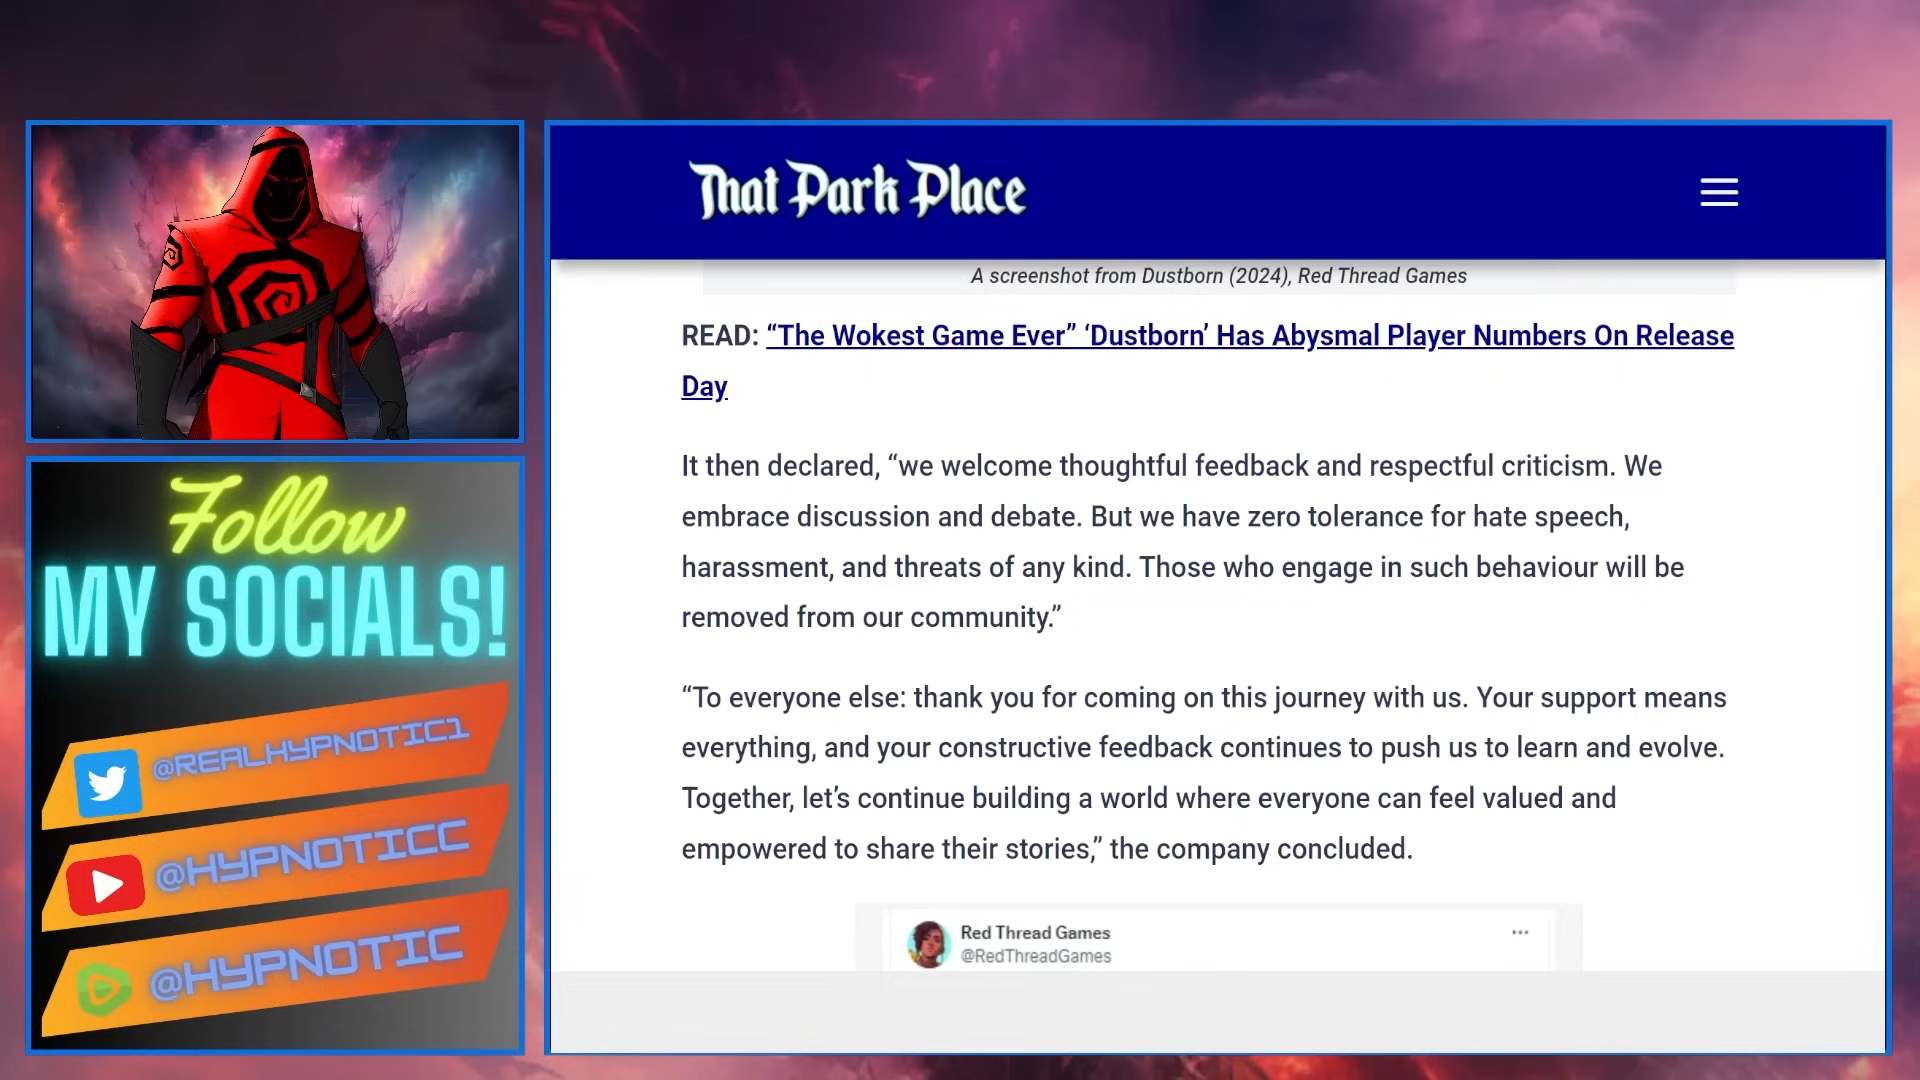 Follow
MY SOCIALS!
@REALHYPNOTIC1
@HYPNOTICC
@HYPNOTIC
That Park Place
A screenshot from Dustborn (2024), Red Thread Games
READ: “The Wokest Game Ever” ‘Dustborn’ Has Abysmal Player Numbers On Release
Day
It then declared, “we welcome thoughtful feedback and respectful criticism. We
embrace discussion and debate. But we have zero tolerance for hate speech,
harassment, and threats of any kind. Those who engage in such behaviour will be
removed from our community.”
“To everyone else: thank you for coming on this journey with us. Your support means
everything, and your constructive feedback continues to push us to learn and evolve.
Together, let’s continue building a world where everyone can feel valued and
empowered to share their stories,” the company concluded.
Red Thread Games
@RedThreadGames